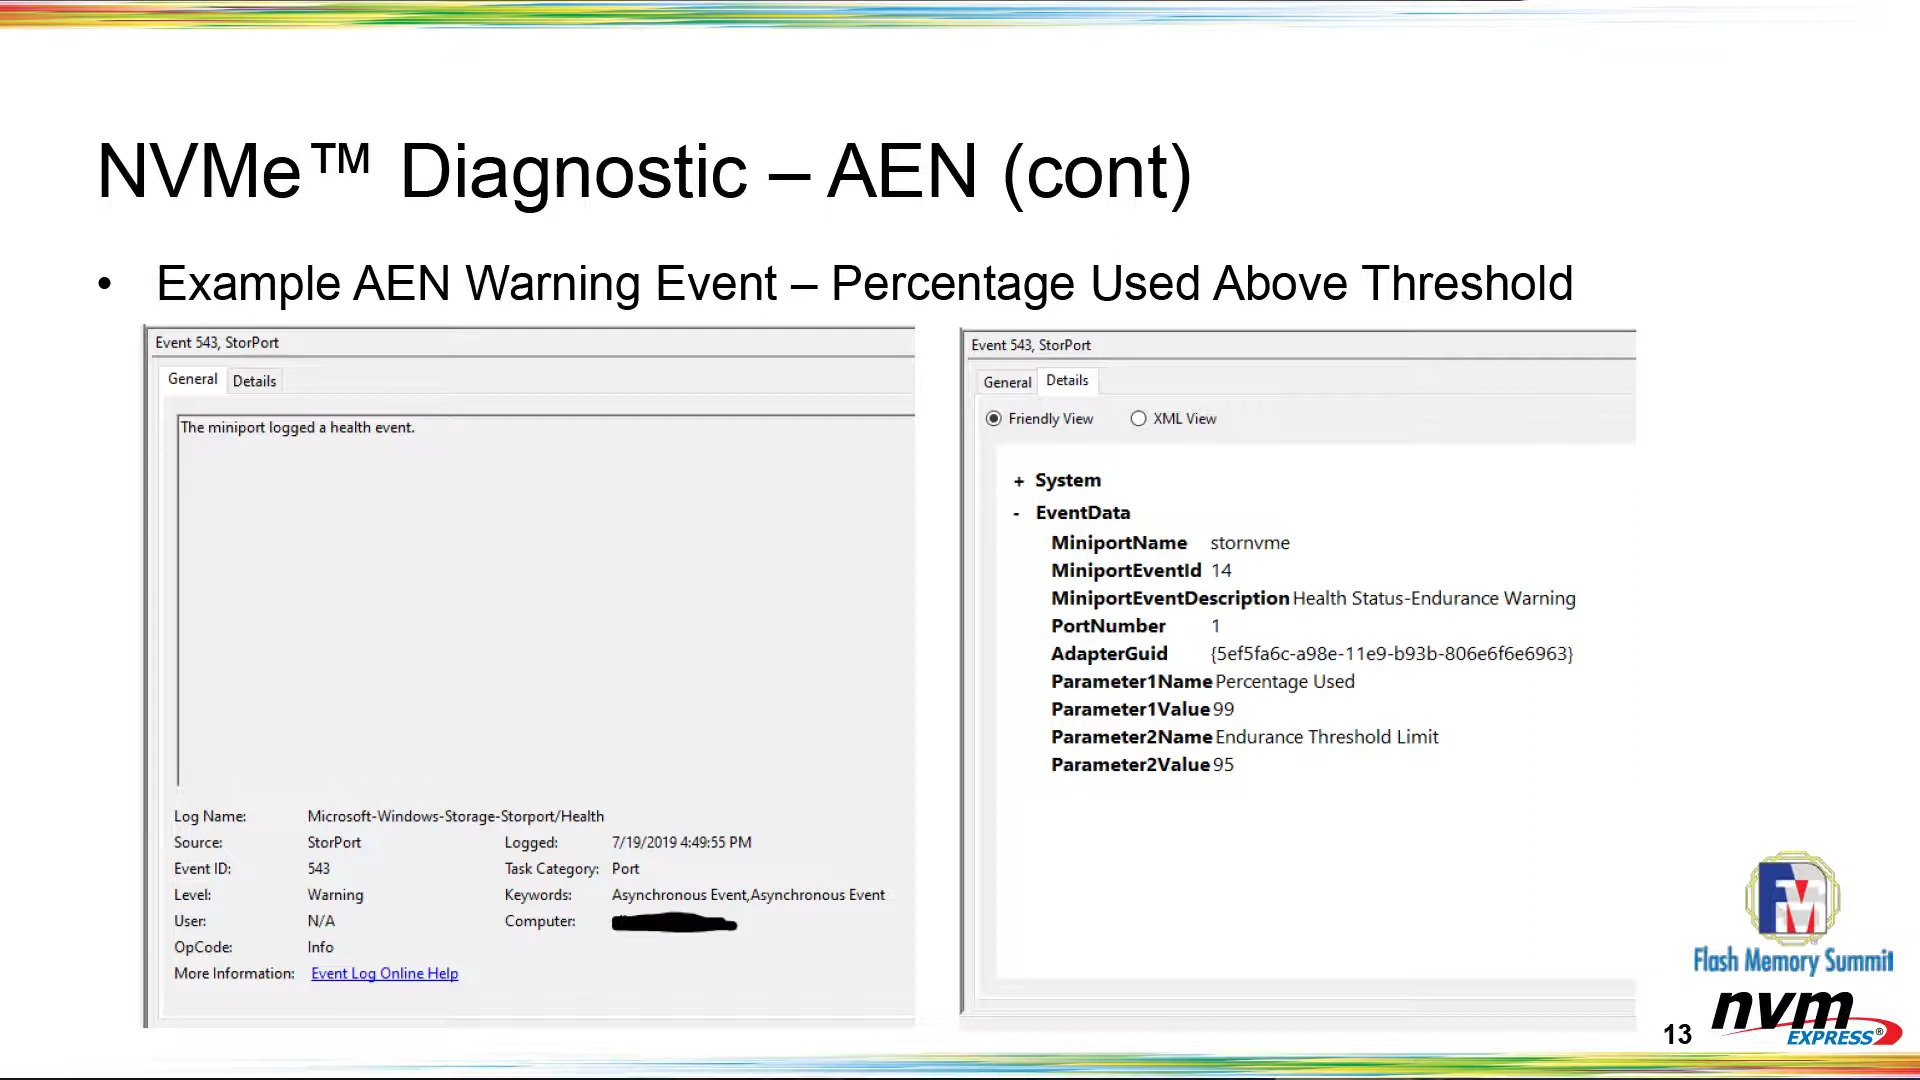 NVMe™ Diagnostic – AEN (cont)
• Example AEN Warning Event – Percentage Used Above Threshold
Event 543, StorPort
General Details
The miniport logged a health event.
Log Name: Microsoft-Windows-Storage-Storport/Health
Source: StorPort Logged: 7/19/2019 4:49:55 PM
Event ID: 543 Task Category: Port
Level: Warning Keywords: Asynchronous Event,Asynchronous Event
User: N/A Computer:
OpCode: Info
More Information: Event Log Online Help
Event 543, StorPort
General Details
Friendly View XML View
+ System
- EventData
MiniportName stornvme
MiniportEventId 14
MiniportEventDescription Health Status-Endurance Warning
PortNumber 1
AdapterGuid {5ef5fa6c-a98e-11e9-b93b-806e6f6e6963}
Parameter1Name Percentage Used
Parameter1Value 99
Parameter2Name Endurance Threshold Limit
Parameter2Value 95
FM
Flash Memory Summit
nvm
EXPRESS®
13